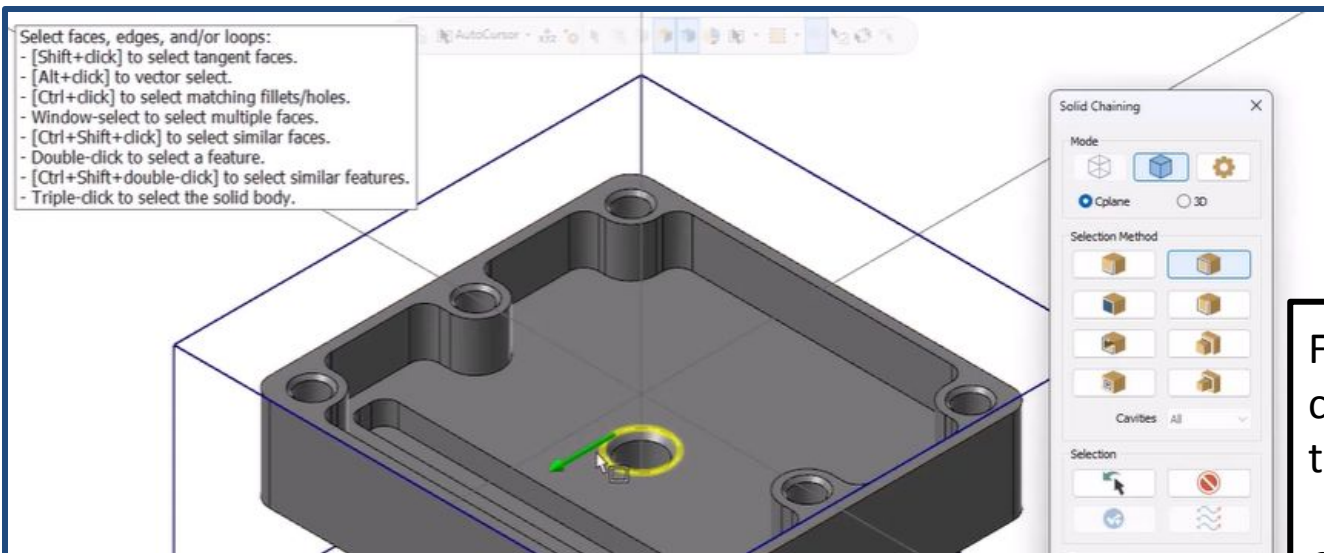 Select faces, edges, and/or loops:
- [Shift+click] to select tangent faces.
- [Alt+click] to vector select.
- [Ctrl+click] to select matching fillets/holes.
- Window-select to select multiple faces.
- [Ctrl+Shift+click] to select similar faces.
- Double-click to select a feature.
- [Ctrl+Shift+double-click] to select similar features.
- Triple-click to select the solid body.
AutoCursor
Solid Chaining
Mode
Cplane 3D
Selection Method
Cavities All
Selection